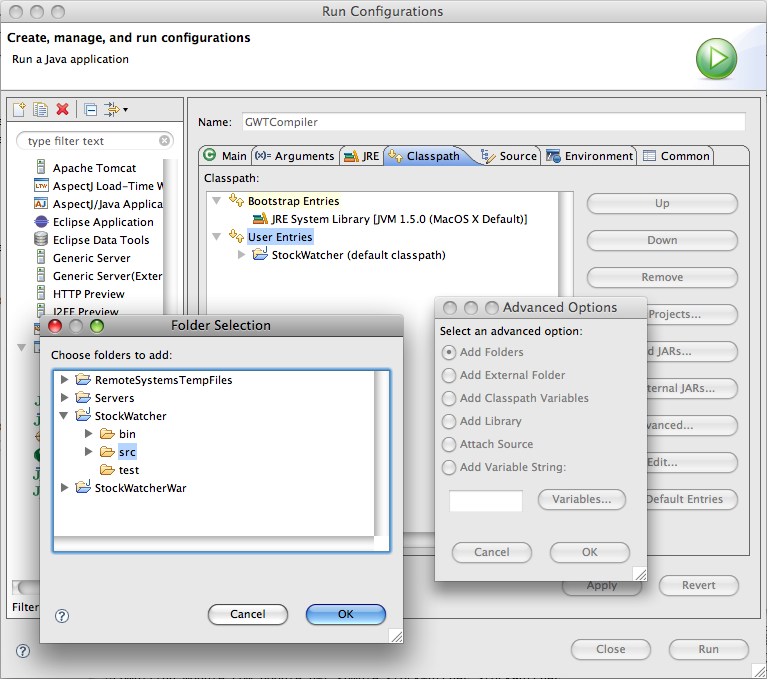 Run Configurations
Create, manage, and run configurations
Run a Java application
type filter text
Apache Tomcat
AspectJ Load-Time W
AspectJ/Java Applica
Eclipse Application
Eclipse Data Tools
Generic Server
Generic Server(Exter
HTTP Preview
J2EE Preview
Filter
Name: GWTCompiler
Main (x)= Arguments JRE Classpath Source Environment Common
Classpath:
Bootstrap Entries
JRE System Library [JVM 1.5.0 (MacOS X Default)]
User Entries
StockWatcher (default classpath)
Up
Down
Remove
Projects...
d JARs...
ternal JARs...
vanced...
Edit...
Default Entries
Apply Revert
Close Run
Folder Selection
Choose folders to add:
RemoteSystemsTempFiles
Servers
StockWatcher
bin
src
test
StockWatcherWar
Cancel OK
Advanced Options
Select an advanced option:
Add Folders
Add External Folder
Add Classpath Variables
Add Library
Attach Source
Add Variable String:
Variables...
Cancel OK